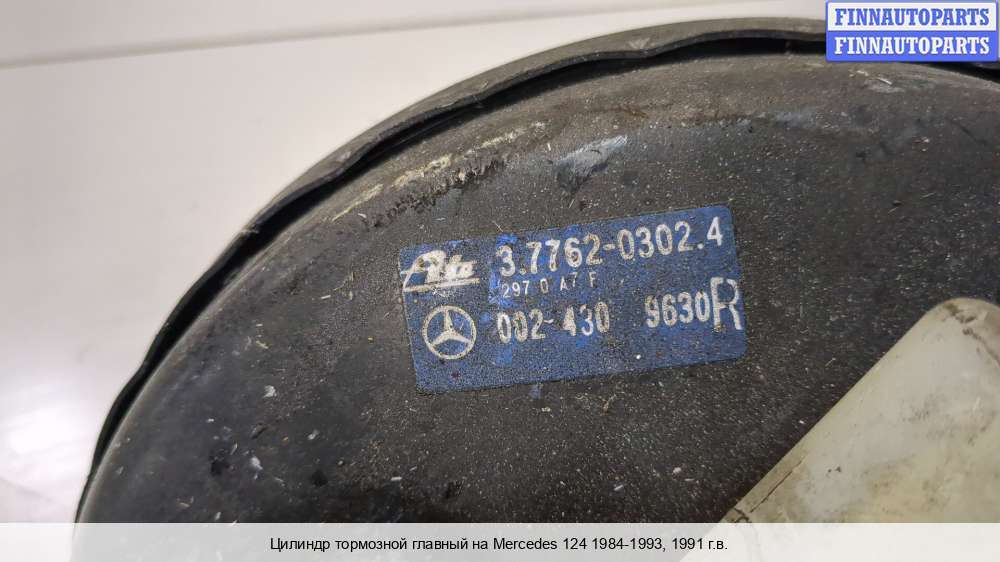 FINNAUTOPARTS
FINNAUTOPARTS
Ate 3.7762-0302.4
297 0 A7 F
002-430 9630R
Цилиндр тормозной главный на Mercedes 124 1984-1993, 1991 г.в.